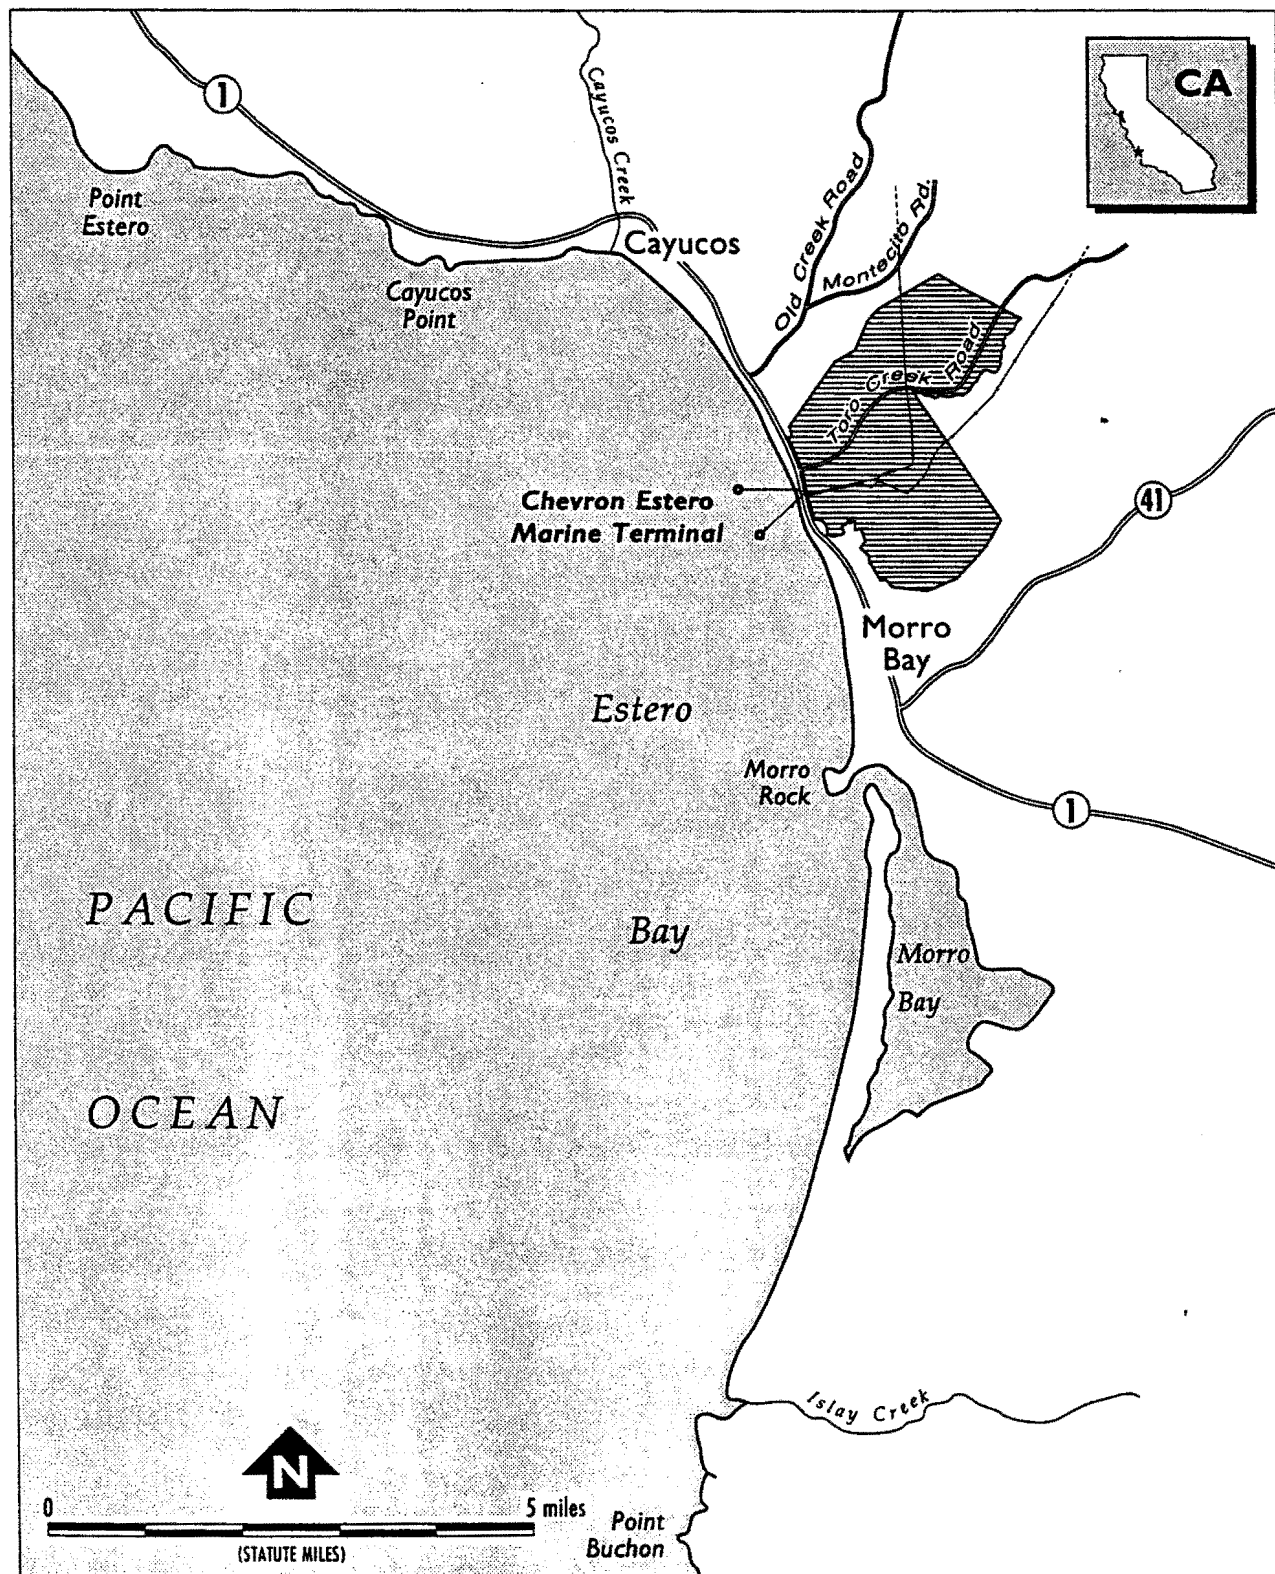 1
Cayucos Creek
CA
Point
Estero
Old Creek Road
Montecito Rd.
Cayucos
Cayucos
Point
Toro Creek Road
Chevron Estero
Marine Terminal
41
Morro
Bay
Estero
Morro
Rock
1
PACIFIC
Bay
Morro
Bay
OCEAN
Islay Creek
N
0 5 miles
(STATUTE MILES)
Point
Buchon